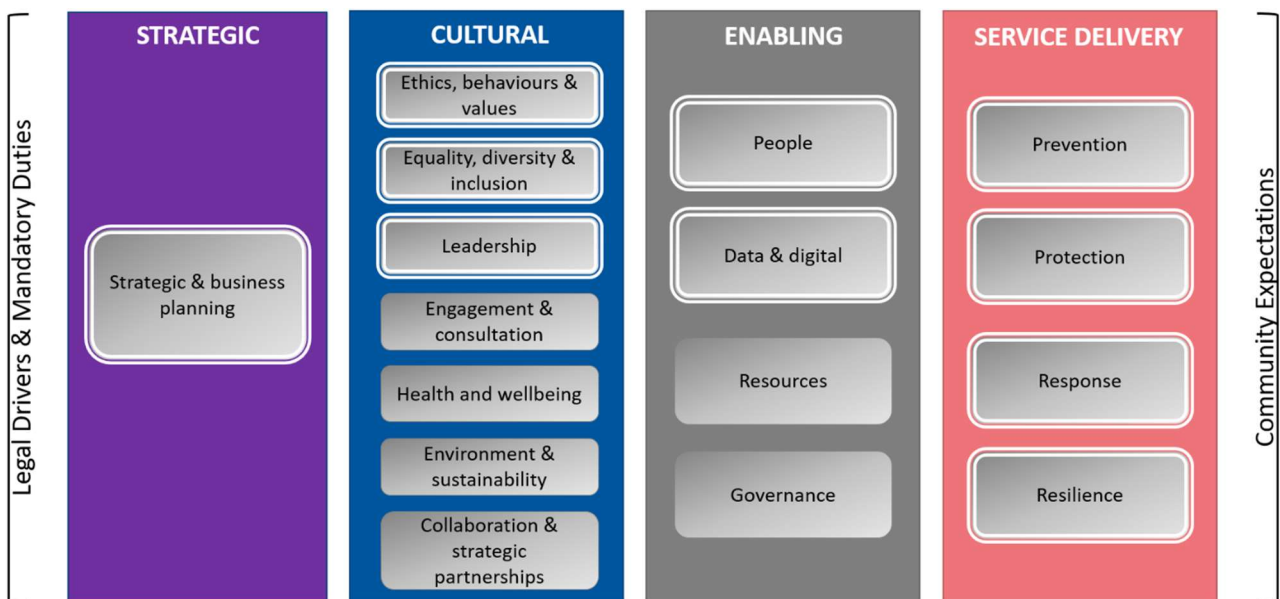 Legal Drivers & Mandatory Duties
STRATEGIC
Strategic & business
planning
CULTURAL
Ethics, behaviours &
values
Equality, diversity &
inclusion
Leadership
Engagement &
consultation
Health and wellbeing
Environment &
sustainability
Collaboration &
strategic
partnerships
ENABLING
People
Data & digital
Resources
Governance
SERVICE DELIVERY
Prevention
Protection
Response
Resilience
Community Expectations